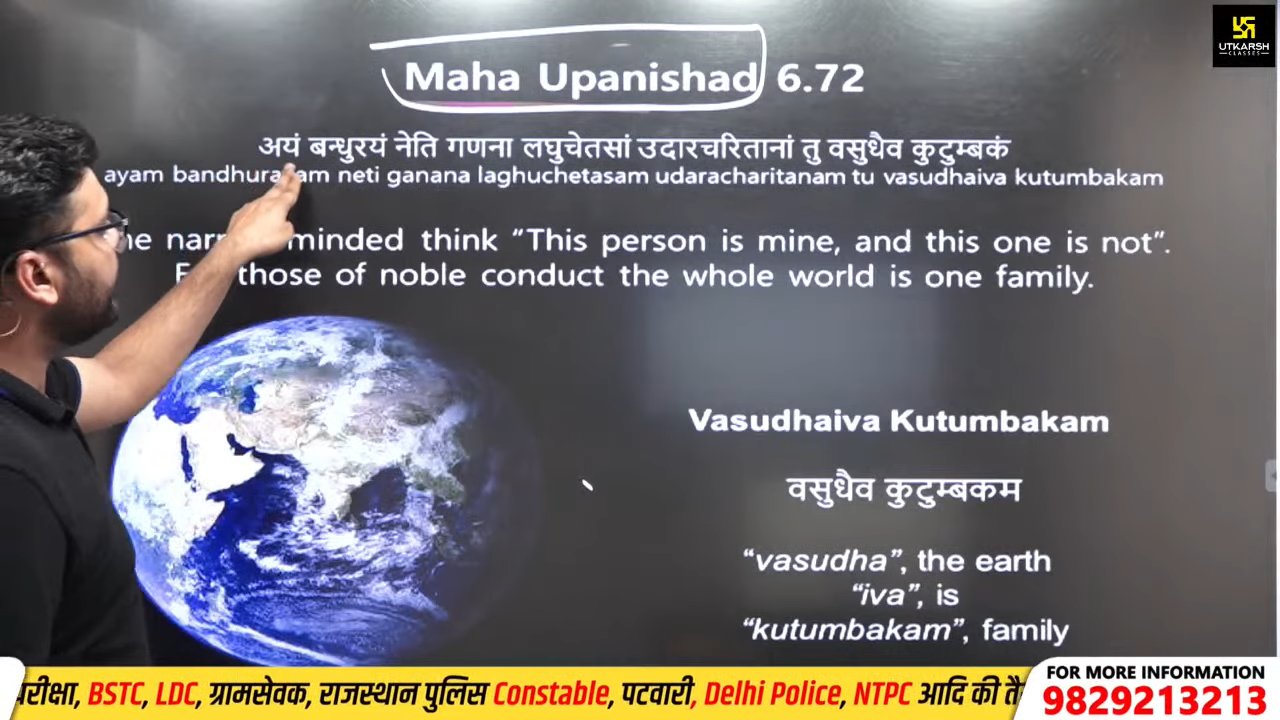 UTKARSH
CLASSES
Maha Upanishad 6.72
अयं बन्धुरयं नेति गणना लघुचेतसां उदारचरितानां तु वसुधैव कुटुम्बकं
ayam neti ganana laghuchetasam udaracharitanam tu vasudhaiva kutumbakam
minded think “This person is mine, and this one is not”.
those of noble conduct the whole world is one family.
Vasudhaiva Kutumbakam
वसुधैव कुटुम्बकम
“vasudha”, the earth
“iva”, is
“kutumbakam”, family
BSTC, LDC, ग्रामसेवक, राजस्थान पुलिस Constable, पटवारी, Delhi Police, NTPC आदि की
FOR MORE INFORMATION
9829213213